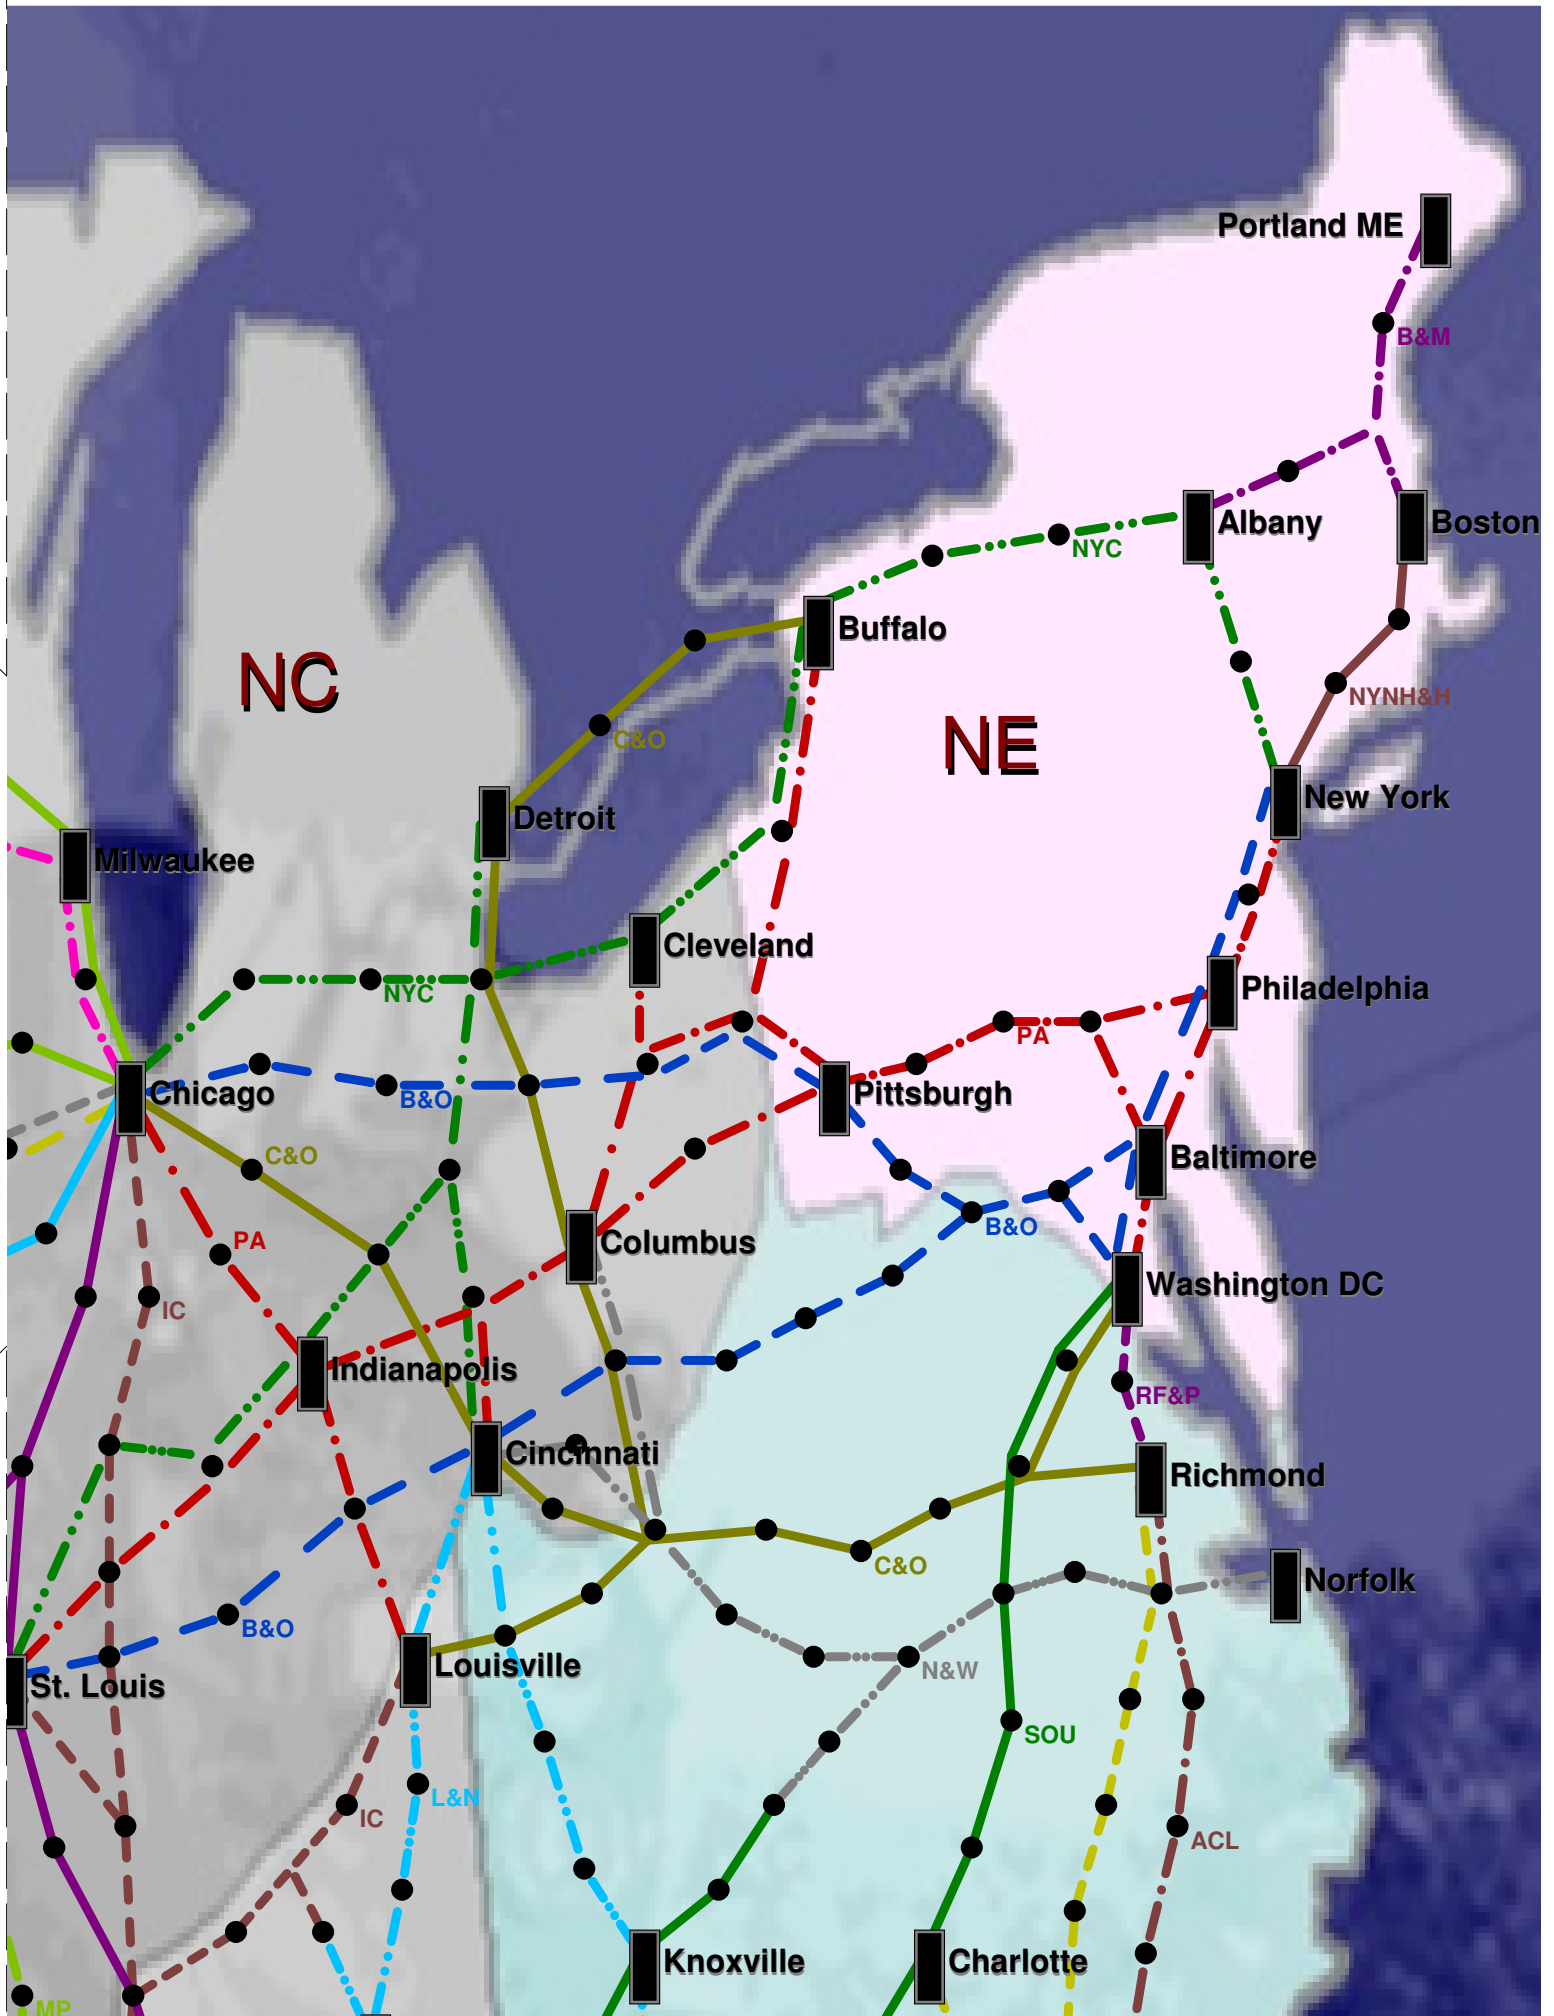 Portland ME
B&M
Albany
Boston
NYC
Buffalo
NC
NYNH&H
C&O
NE
New York
Detroit
Milwaukee
Cleveland
Philadelphia
NYC
PA
Chicago
B&O
Pittsburgh
C&O
Baltimore
B&O
PA
Columbus
Washington DC
IC
Indianapolis
RF&P
Cincinnati
Richmond
C&O
Norfolk
B&O
Louisville
N&W
St. Louis
SOU
L&N
IC
ACL
Knoxville
Charlotte
MP